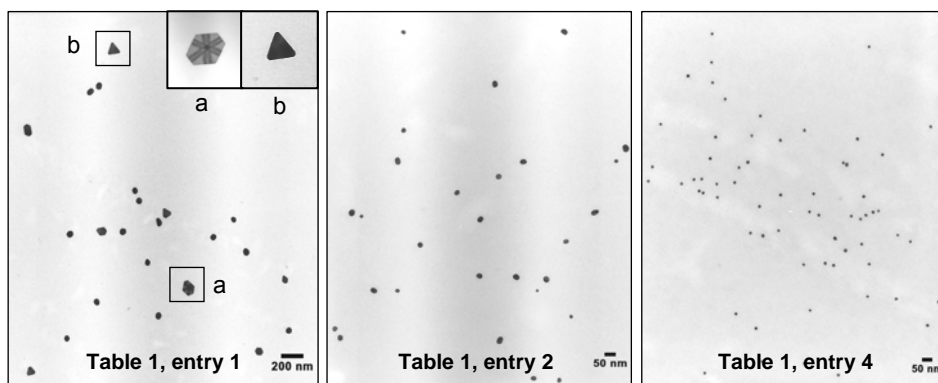 b
a
b
a
Table 1, entry 1
200 nm
Table 1, entry 2
50 nm
Table 1, entry 4
50 nm